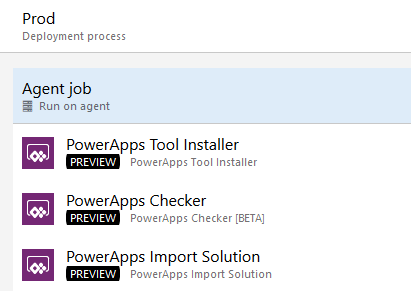 Prod
Deployment process
Agent job
Run on agent
PowerApps Tool Installer
PREVIEW PowerApps Tool Installer
PowerApps Checker
PREVIEW PowerApps Checker [BETA]
PowerApps Import Solution
PREVIEW PowerApps Import Solution